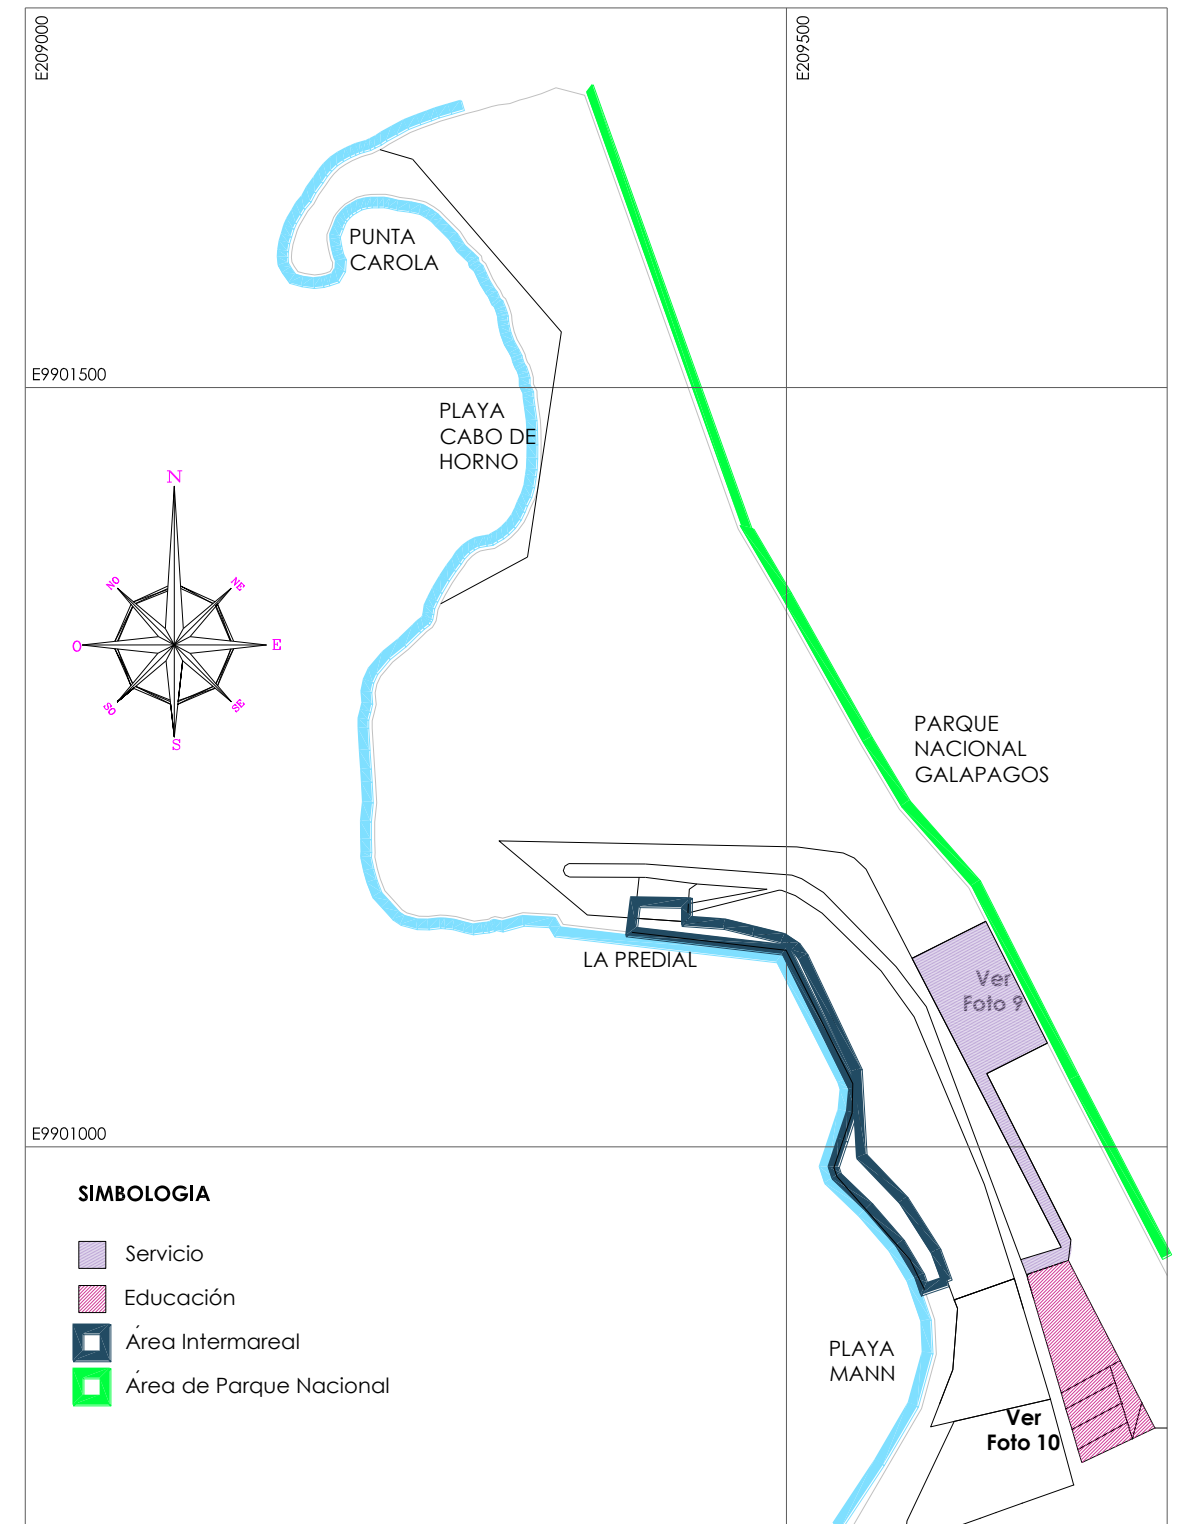 E209000
E209500
PUNTA
CAROLA
E9901500
PLAYA
CABO DE
HORNO
N
NO
NE
O
E
SO
SE
S
PARQUE
NACIONAL
GALAPAGOS
LA PREDIAL
Ver
Foto 9
E9901000
SIMBOLOGIA
Servicio
Educación
Área Intermareal
Área de Parque Nacional
PLAYA
MANN
Ver
Foto 10